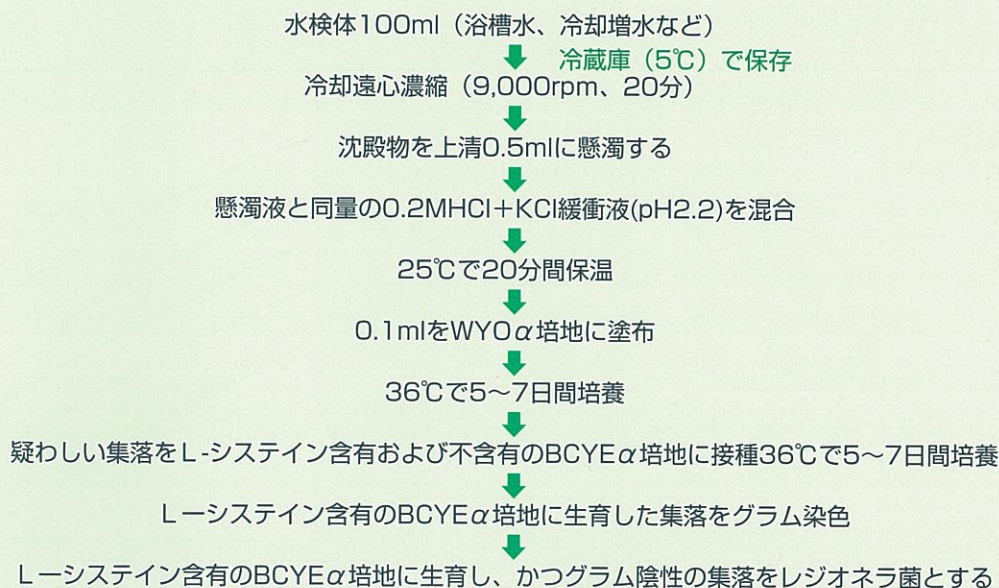 水検体100ml（浴槽水、冷却増水など）
冷蔵庫（5℃）で保存
冷却遠心濃縮（9,000rpm、20分）
沈殿物を上清0.5mlに懸濁する
懸濁液と同量の0.2MHCl＋KCl緩衝液(pH2.2)を混合
25℃で20分間保温
0.1mlをWYOα培地に塗布
36℃で5〜7日間培養
疑わしい集落をL-システイン含有および不含有のBCYEα培地に接種36℃で5〜7日間培養
Lーシステイン含有のBCYEα培地に生育した集落をグラム染色
Lーシステイン含有のBCYEα培地に生育し、かつグラム陰性の集落をレジオネラ菌とする